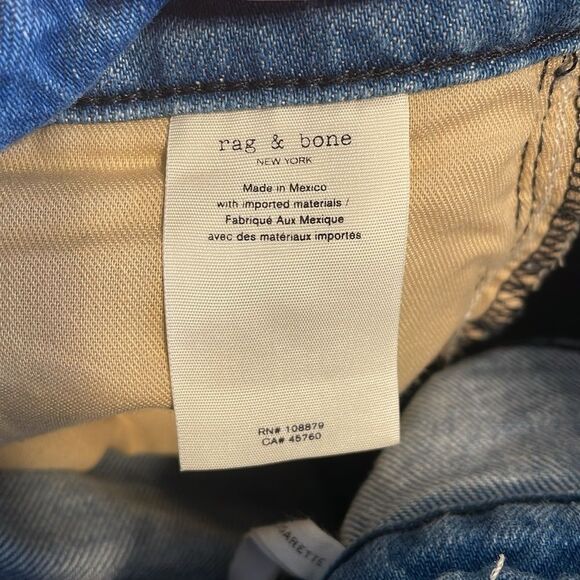 rag & bone
NEW YORK
Made in Mexico
with imported materials /
Fabriqué Aux Mexique
avec des matériaux importés
RN# 108879
CA# 45760